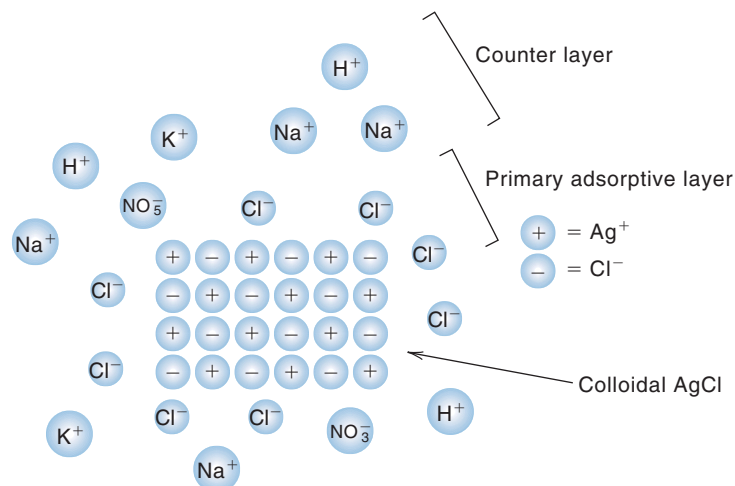 Counter layer
H⁺
Na⁺ Na⁺
K⁺
H⁺
Primary adsorptive layer
NO₅⁻ Cl⁻ Cl⁻
+ = Ag⁺
Na⁺ Cl⁻
+ − + − + −
− = Cl⁻
Cl⁻ − + − + − +
Cl⁻
+ − + − + −
Cl⁻ − + − + − +
Colloidal AgCl
Cl⁻ Cl⁻ H⁺
K⁺ NO₃⁻
Na⁺